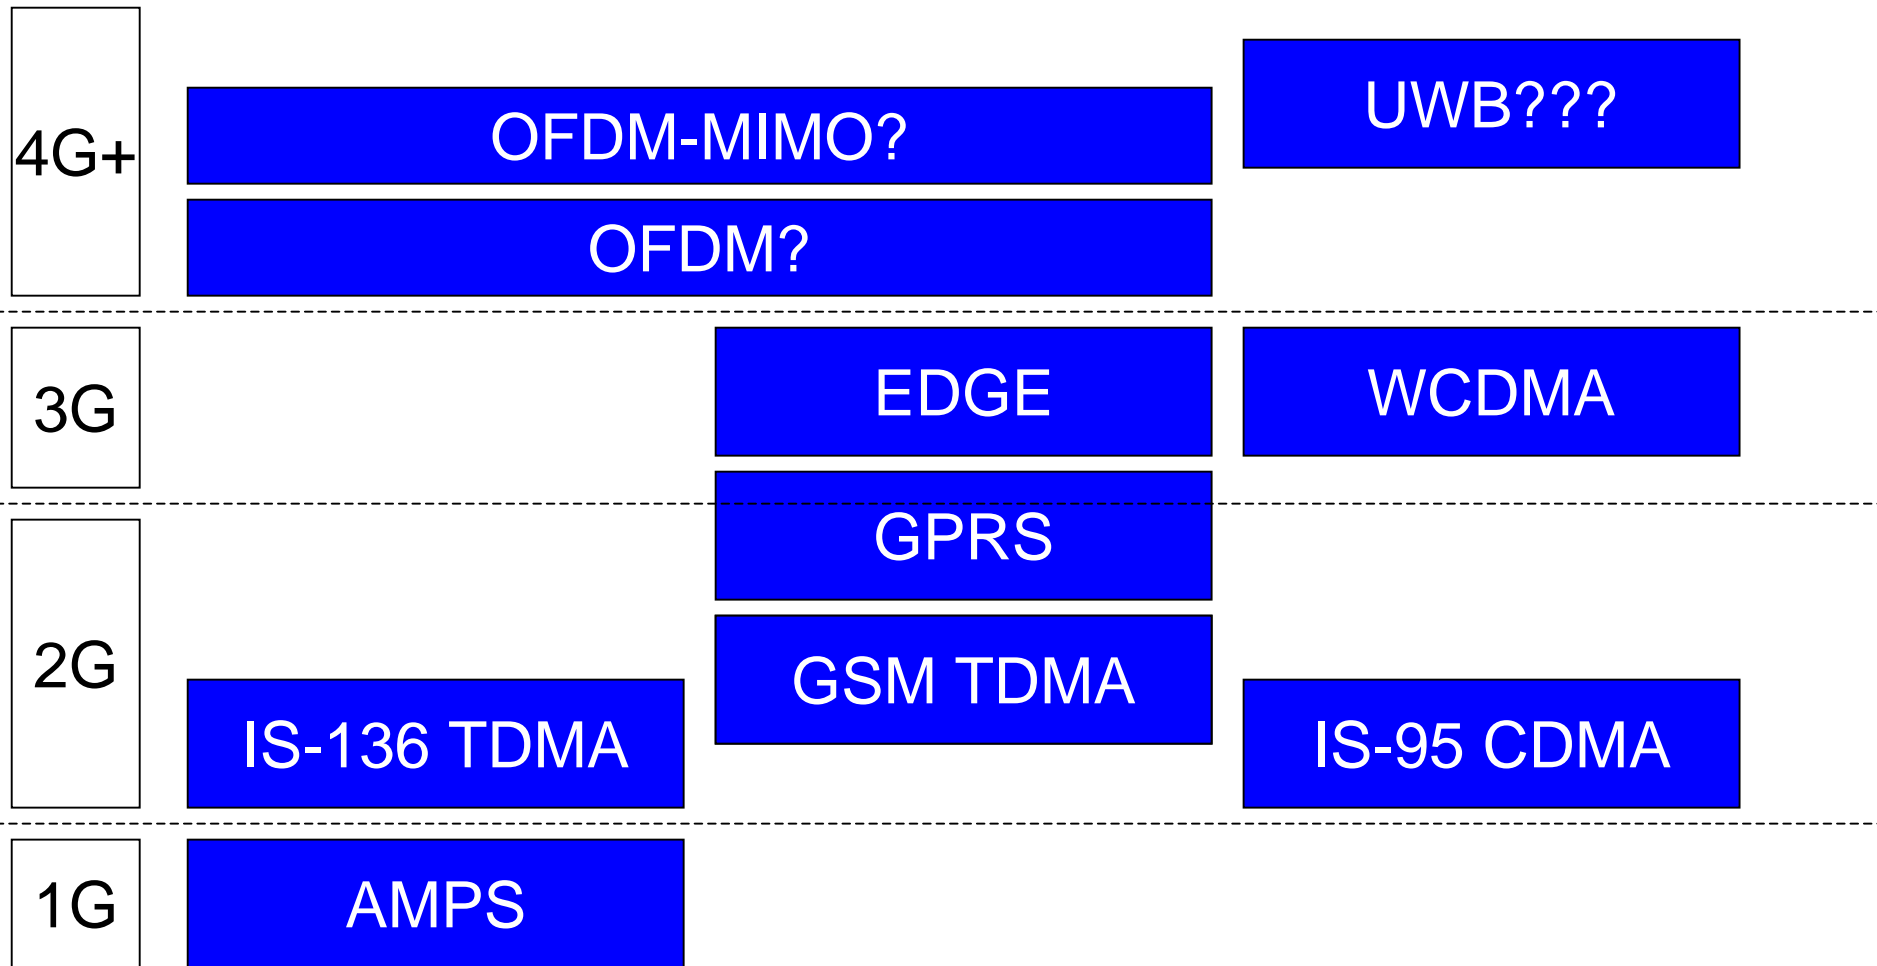 4G+
UWB???
OFDM-MIMO?
OFDM?
3G
EDGE
WCDMA
GPRS
2G
GSM TDMA
IS-136 TDMA
IS-95 CDMA
1G
AMPS